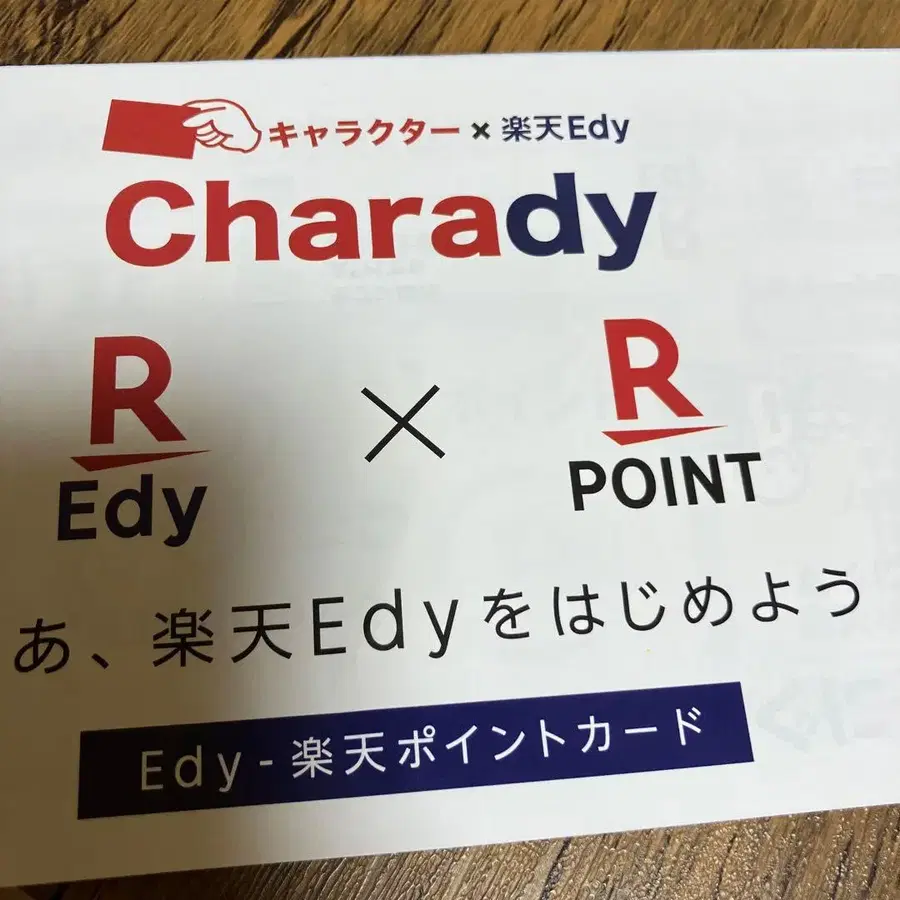 キャラクター × 楽天Edy
Charady
R × R
Edy POINT
あ、楽天Edyをはじめよう
Edy-楽天ポイントカード